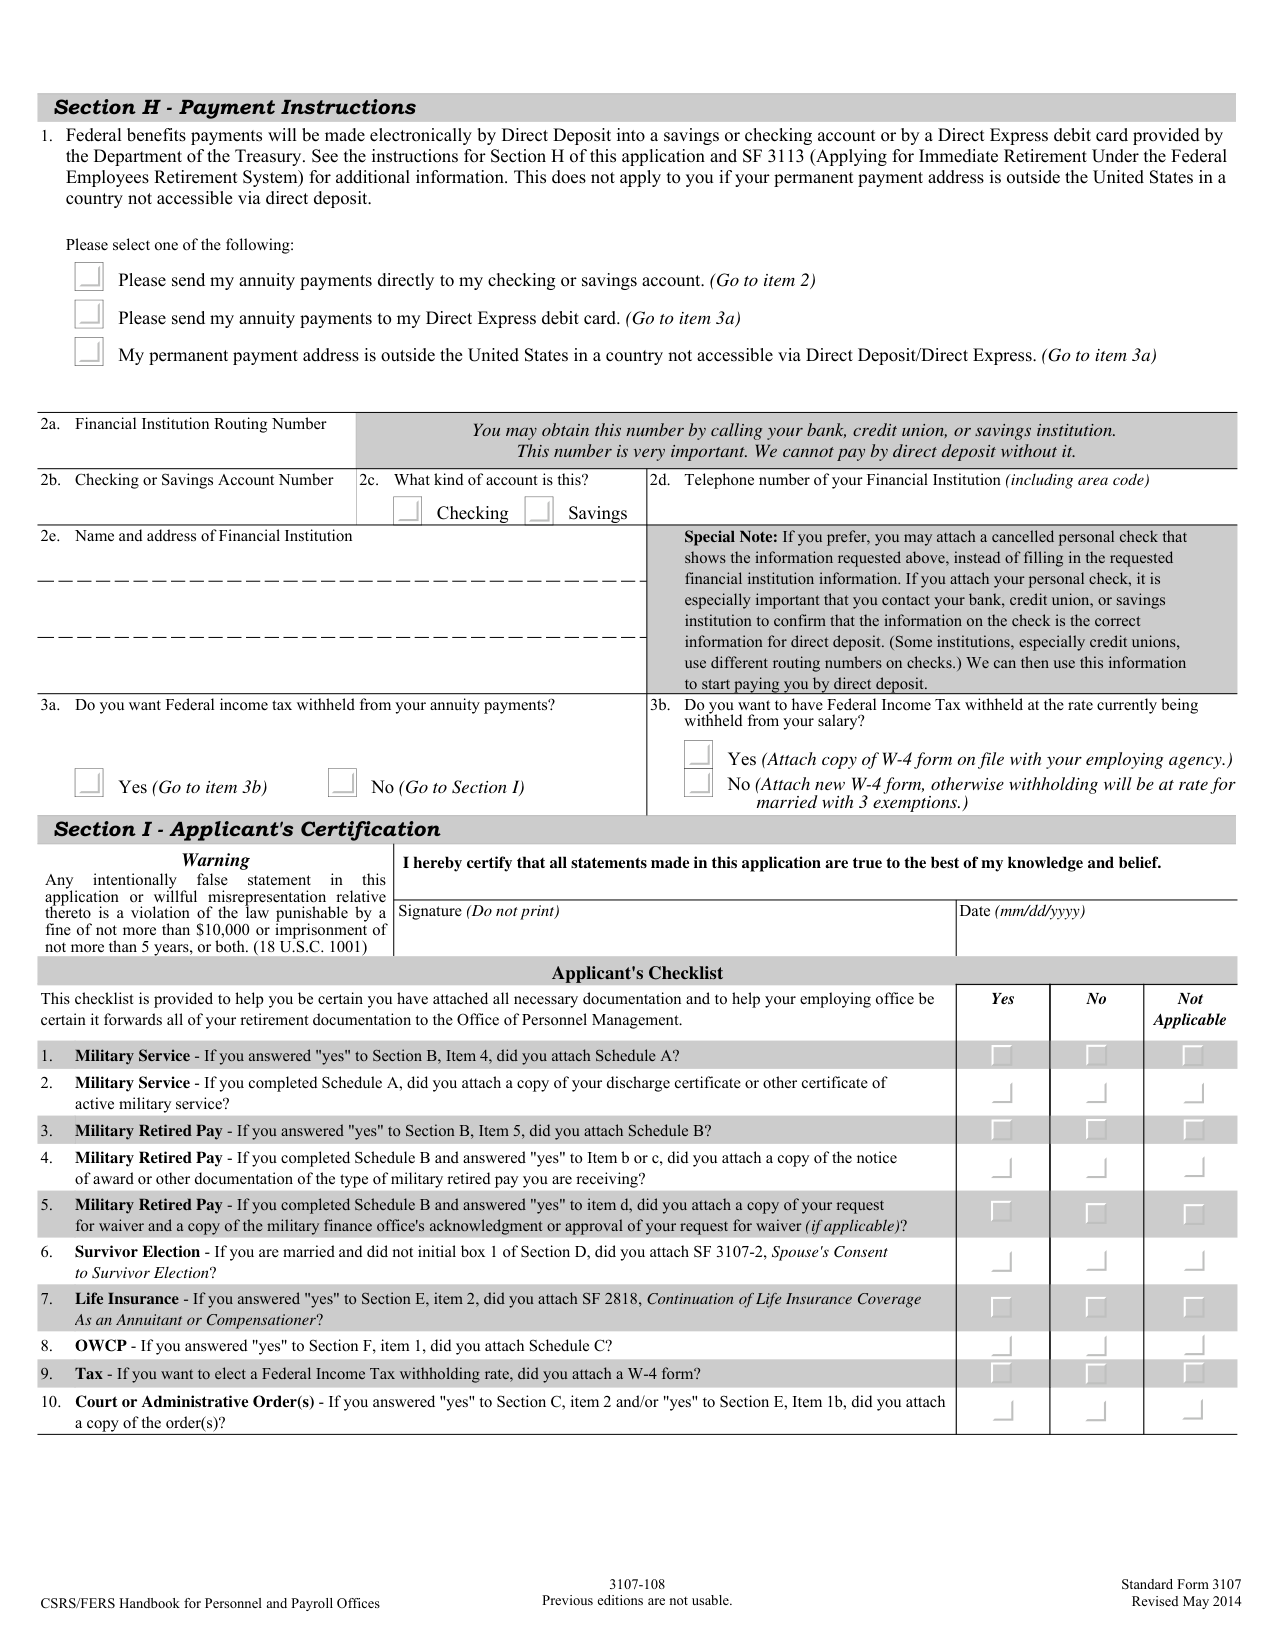 Section H - Payment Instructions
1. Federal benefits payments will be made electronically by Direct Deposit into a savings or checking account or by a Direct Express debit card provided by
the Department of the Treasury. See the instructions for Section H of this application and SF 3113 (Applying for Immediate Retirement Under the Federal
Employees Retirement System) for additional information. This does not apply to you if your permanent payment address is outside the United States in a
country not accessible via direct deposit.
Please select one of the following:
Please send my annuity payments directly to my checking or savings account. (Go to item 2)
Please send my annuity payments to my Direct Express debit card. (Go to item 3a)
My permanent payment address is outside the United States in a country not accessible via Direct Deposit/Direct Express. (Go to item 3a)
2a. Financial Institution Routing Number
You may obtain this number by calling your bank, credit union, or savings institution.
This number is very important. We cannot pay by direct deposit without it.
2b. Checking or Savings Account Number
2c. What kind of account is this?
Checking Savings
2d. Telephone number of your Financial Institution (including area code)
2e. Name and address of Financial Institution
Special Note: If you prefer, you may attach a cancelled personal check that
shows the information requested above, instead of filling in the requested
financial institution information. If you attach your personal check, it is
especially important that you contact your bank, credit union, or savings
institution to confirm that the information on the check is the correct
information for direct deposit. (Some institutions, especially credit unions,
use different routing numbers on checks.) We can then use this information
to start paying you by direct deposit.
3a. Do you want Federal income tax withheld from your annuity payments?
Yes (Go to item 3b) No (Go to Section I)
3b. Do you want to have Federal Income Tax withheld at the rate currently being
withheld from your salary?
Yes (Attach copy of W-4 form on file with your employing agency.)
No (Attach new W-4 form, otherwise withholding will be at rate for
married with 3 exemptions.)
Section I - Applicant's Certification
Warning
Any intentionally false statement in this
application or willful misrepresentation relative
thereto is a violation of the law punishable by a
fine of not more than $10,000 or imprisonment of
not more than 5 years, or both. (18 U.S.C. 1001)
I hereby certify that all statements made in this application are true to the best of my knowledge and belief.
Signature (Do not print)
Date (mm/dd/yyyy)
Applicant's Checklist
This checklist is provided to help you be certain you have attached all necessary documentation and to help your employing office be
certain it forwards all of your retirement documentation to the Office of Personnel Management.
Yes No Not
Applicable
1. Military Service - If you answered "yes" to Section B, Item 4, did you attach Schedule A?
2. Military Service - If you completed Schedule A, did you attach a copy of your discharge certificate or other certificate of
active military service?
3. Military Retired Pay - If you answered "yes" to Section B, Item 5, did you attach Schedule B?
4. Military Retired Pay - If you completed Schedule B and answered "yes" to Item b or c, did you attach a copy of the notice
of award or other documentation of the type of military retired pay you are receiving?
5. Military Retired Pay - If you completed Schedule B and answered "yes" to item d, did you attach a copy of your request
for waiver and a copy of the military finance office's acknowledgment or approval of your request for waiver (if applicable)?
6. Survivor Election - If you are married and did not initial box 1 of Section D, did you attach SF 3107-2, Spouse's Consent
to Survivor Election?
7. Life Insurance - If you answered "yes" to Section E, item 2, did you attach SF 2818, Continuation of Life Insurance Coverage
As an Annuitant or Compensationer?
8. OWCP - If you answered "yes" to Section F, item 1, did you attach Schedule C?
9. Tax - If you want to elect a Federal Income Tax withholding rate, did you attach a W-4 form?
10. Court or Administrative Order(s) - If you answered "yes" to Section C, item 2 and/or "yes" to Section E, Item 1b, did you attach
a copy of the order(s)?
CSRS/FERS Handbook for Personnel and Payroll Offices
3107-108
Previous editions are not usable.
Standard Form 3107
Revised May 2014